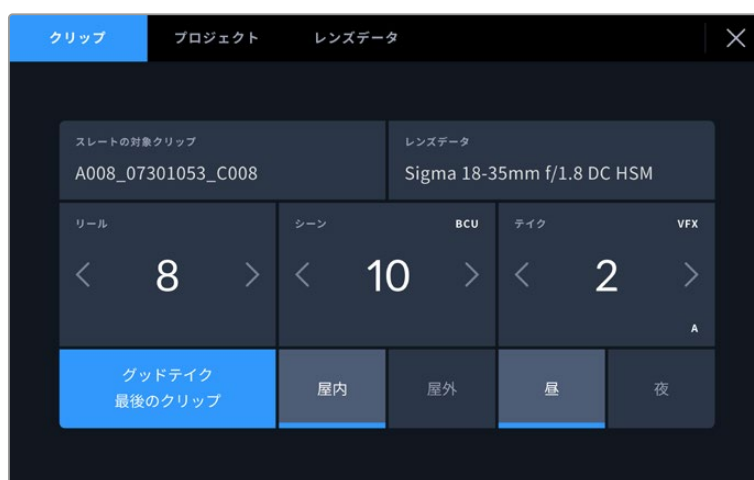 クリップ プロジェクト レンズデータ
スレートの対象クリップ レンズデータ
A008_07301053_C008 Sigma 18-35mm f/1.8 DC HSM
リール シーン BCU テイク VFX
8 10 2
A
グッドテイク
最後のクリップ
屋内 屋外 昼 夜